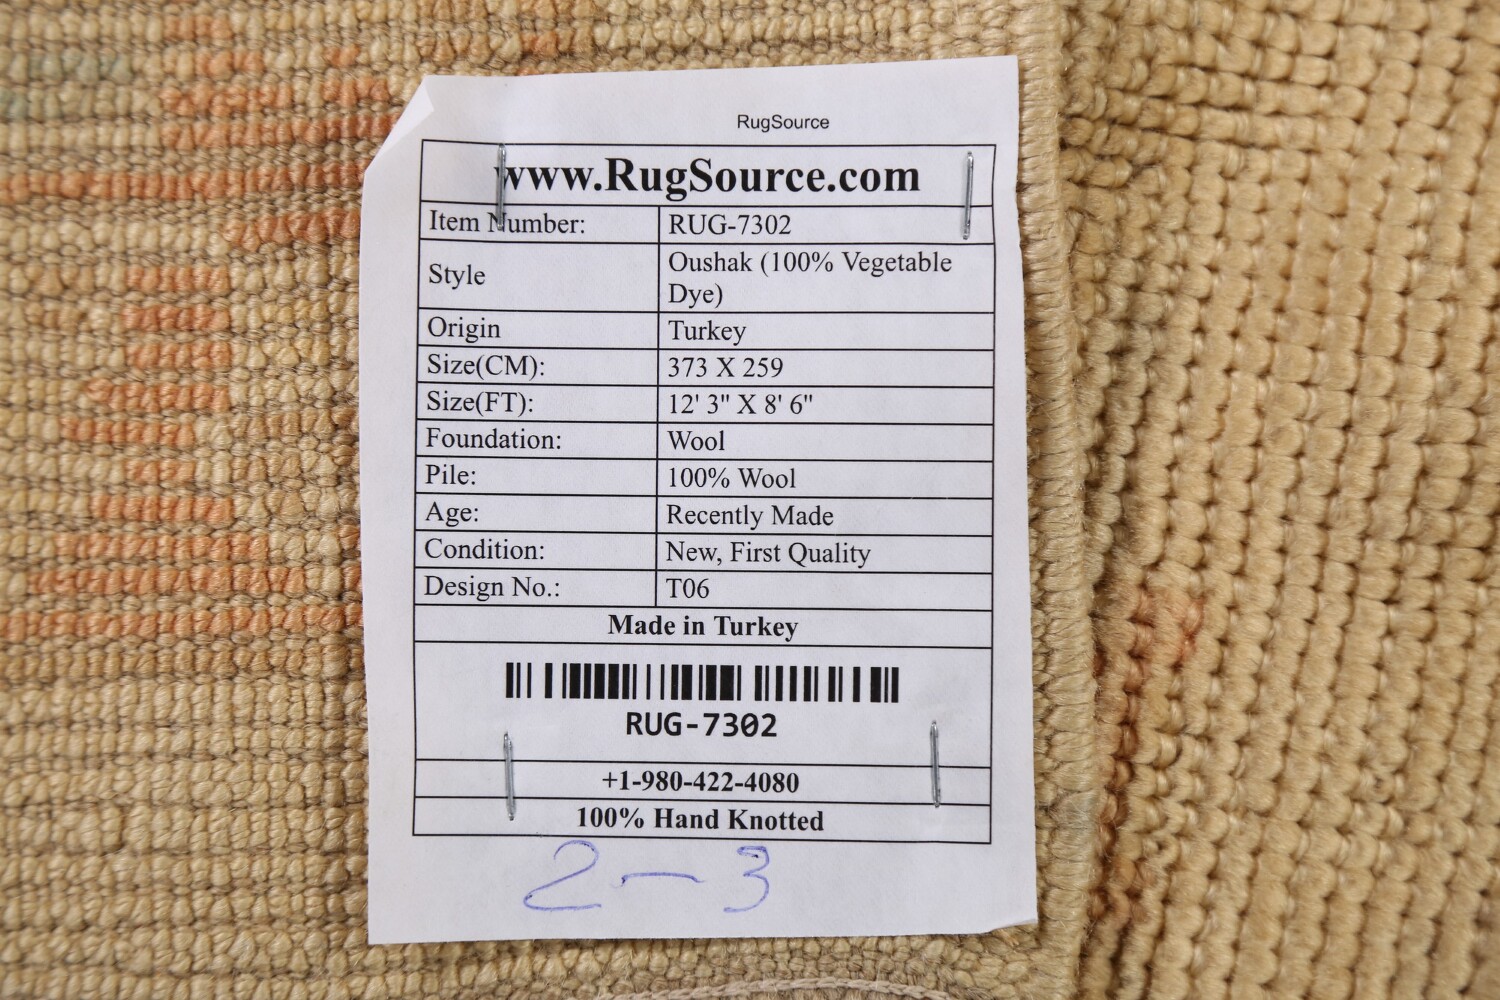 RugSource
www.RugSource.com
Item Number: RUG-7302
Style Oushak (100% Vegetable
Dye)
Origin Turkey
Size(CM): 373 X 259
Size(FT): 12' 3" X 8' 6"
Foundation: Wool
Pile: 100% Wool
Age: Recently Made
Condition: New, First Quality
Design No.: T06
Made in Turkey
RUG-7302
+1-980-422-4080
100% Hand Knotted
2-3